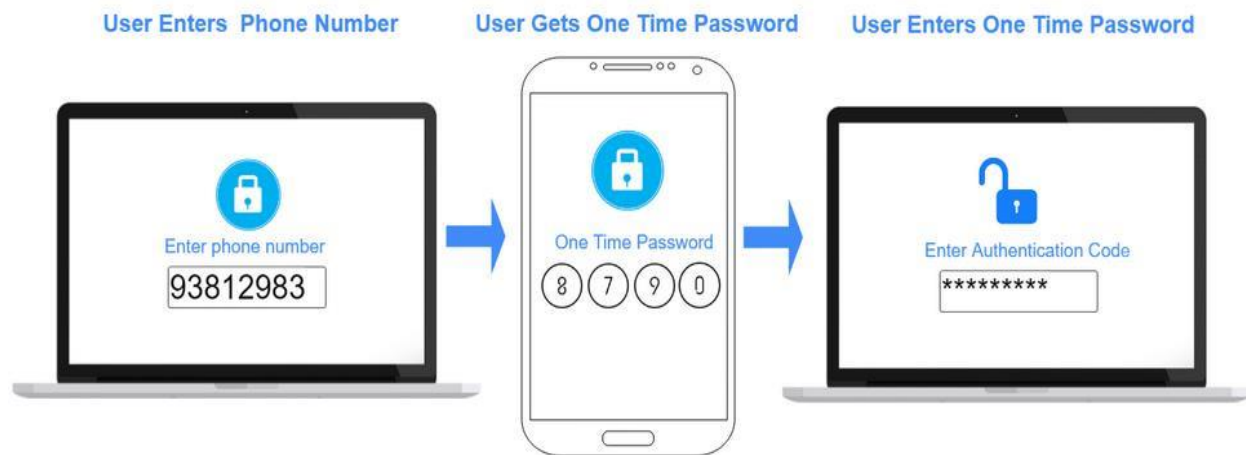 User Enters Phone Number
User Gets One Time Password
User Enters One Time Password
Enter phone number
93812983
One Time Password
8 7 9 0
Enter Authentication Code
*********